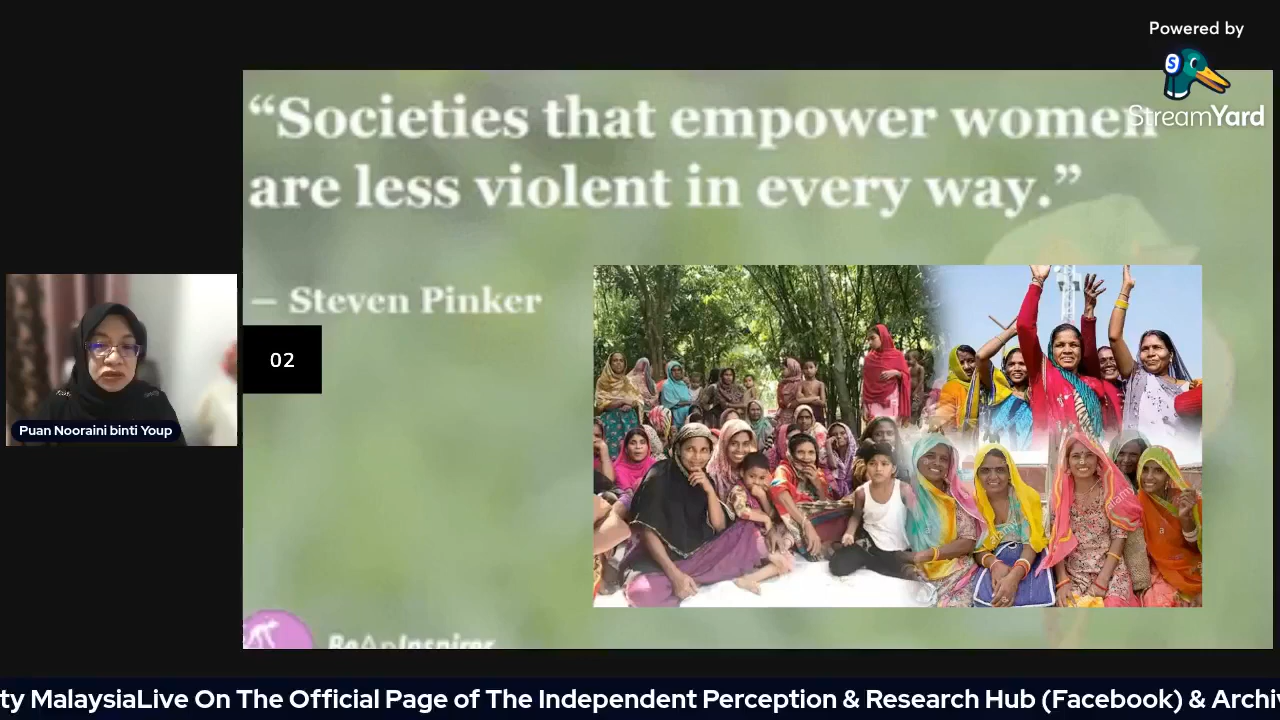 Powered by
StreamYard
“Societies that empower women
are less violent in every way.”
— Steven Pinker
02
Puan Nooraini binti Youp
BeAnInspirer
ty MalaysiaLive On The Official Page of The Independent Perception & Research Hub (Facebook) & Archi